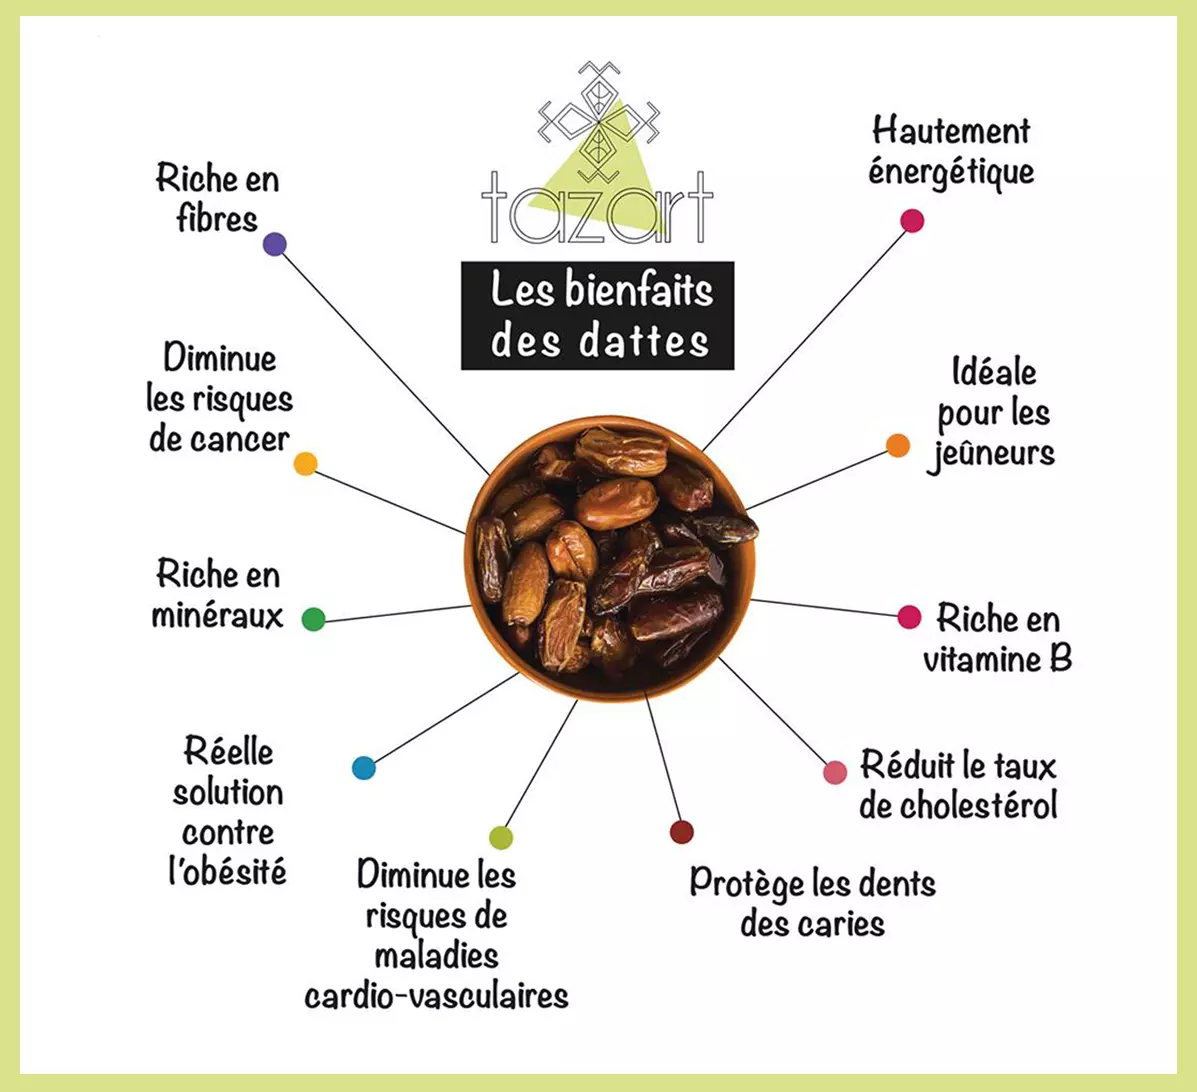 tazart
Les bienfaits
des dattes
Riche en
fibres
Diminue
les risques
de cancer
Riche en
minéraux
Réelle
solution
contre
l'obésité
Diminue les
risques de
maladies
cardio-vasculaires
Protège les dents
des caries
Réduit le taux
de cholestérol
Riche en
vitamine B
Idéale
pour les
jeûneurs
Hautement
énergétique